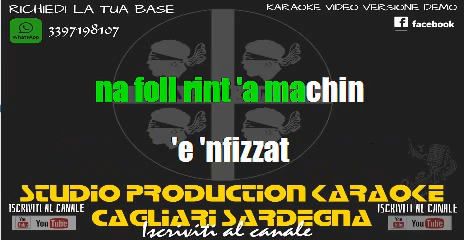 RICHIEDI LA TUA BASE
KARAOKE VIDEO VERSIONE DEMO
WhatsApp
3397198107
facebook
na foll rint 'a machin
'e 'nfizzat
STUDIO PRODUCTION KARAOKE
ISCRIVITI AL CANALE
ISCRIVITI AL CANALE
You Tube
CAGLIARI SARDEGNA
You Tube
Iscriviti al canale